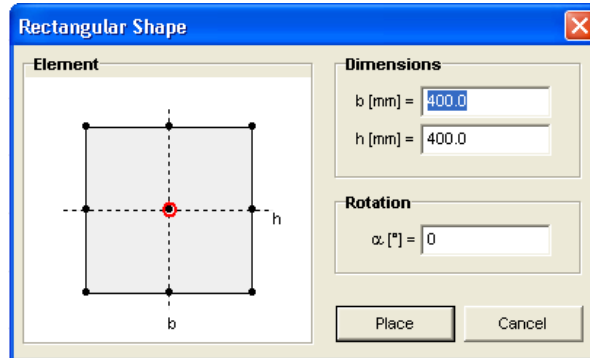 Rectangular Shape
Element
h
b
Dimensions
b [mm] = 400.0
h [mm] = 400.0
Rotation
α [°] = 0
Place Cancel